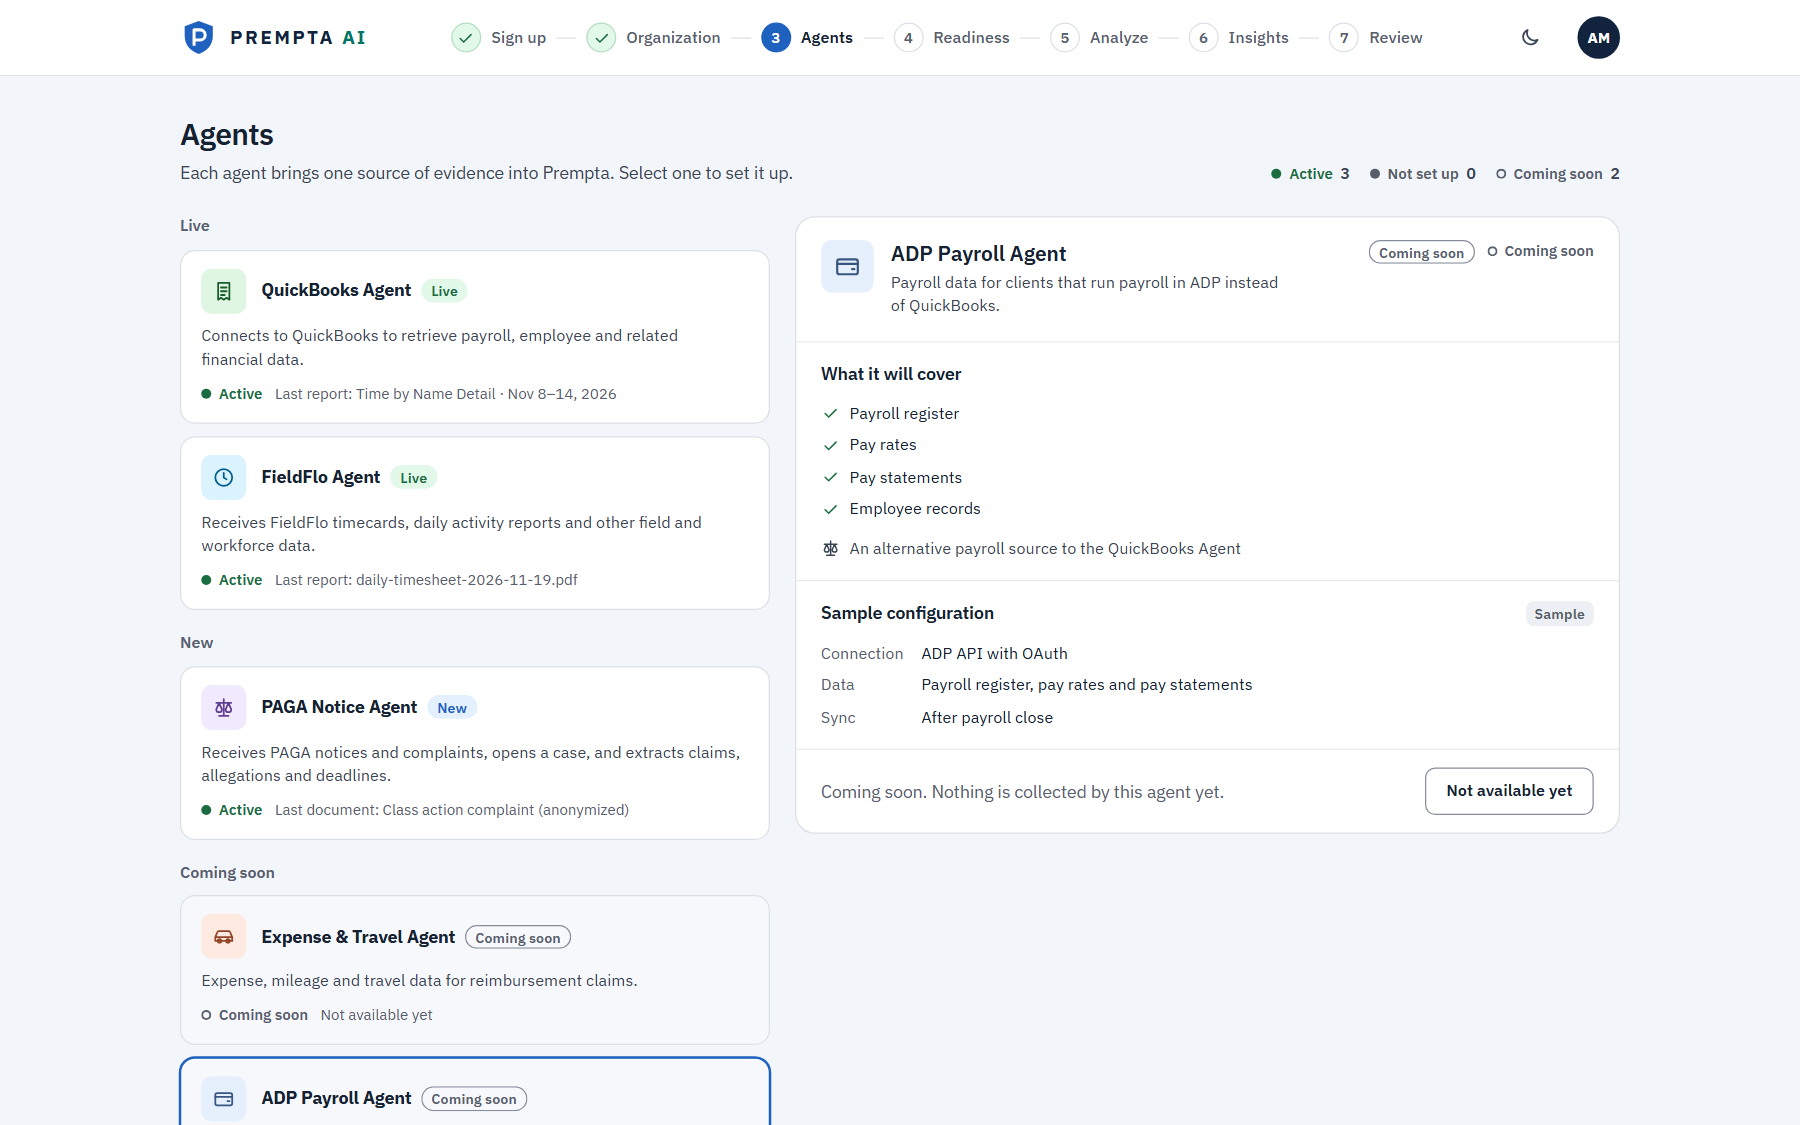 PREMPTA AI
Sign up
Organization
3 Agents
4 Readiness
5 Analyze
6 Insights
7 Review
AM
Agents
Each agent brings one source of evidence into Prempta. Select one to set it up.
Active 3
Not set up 0
Coming soon 2
Live
QuickBooks Agent Live
Connects to QuickBooks to retrieve payroll, employee and related
financial data.
Active Last report: Time by Name Detail · Nov 8–14, 2026
FieldFlo Agent Live
Receives FieldFlo timecards, daily activity reports and other field and
workforce data.
Active Last report: daily-timesheet-2026-11-19.pdf
New
PAGA Notice Agent New
Receives PAGA notices and complaints, opens a case, and extracts claims,
allegations and deadlines.
Active Last document: Class action complaint (anonymized)
Coming soon
Expense & Travel Agent Coming soon
Expense, mileage and travel data for reimbursement claims.
Coming soon Not available yet
ADP Payroll Agent Coming soon
ADP Payroll Agent
Coming soon
Coming soon
Payroll data for clients that run payroll in ADP instead
of QuickBooks.
What it will cover
Payroll register
Pay rates
Pay statements
Employee records
An alternative payroll source to the QuickBooks Agent
Sample configuration
Sample
Connection ADP API with OAuth
Data Payroll register, pay rates and pay statements
Sync After payroll close
Coming soon. Nothing is collected by this agent yet.
Not available yet